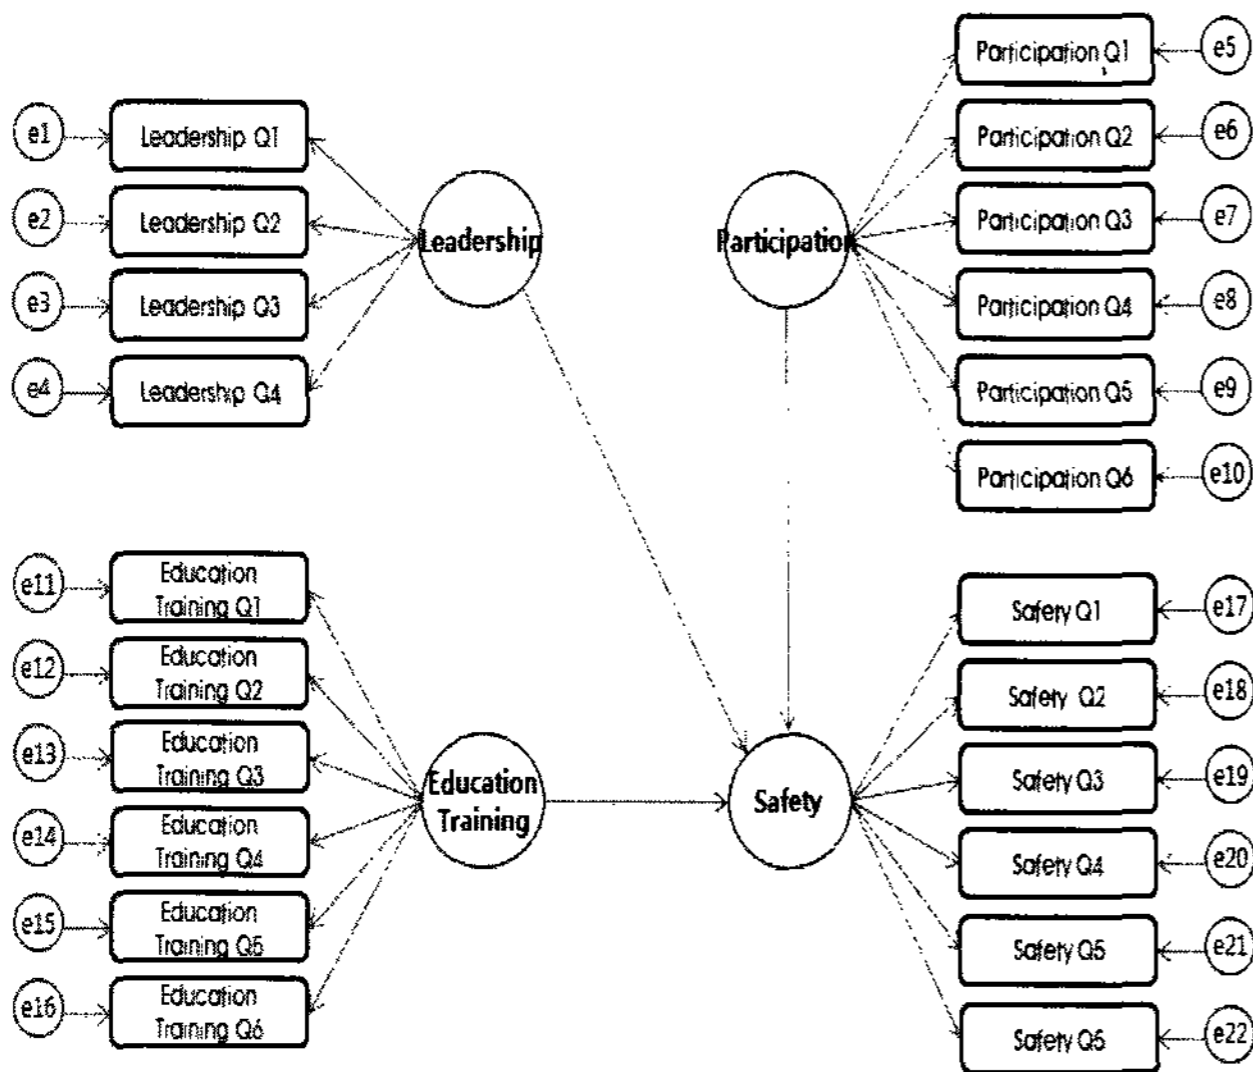 e1
Leadership Q1
e2
Leadership Q2
e3
Leadership Q3
e4
Leadership Q4
Leadership
Participation
Participation Q1
e5
Participation Q2
e6
Participation Q3
e7
Participation Q4
e8
Participation Q5
e9
Participation Q6
e10
e11
Education
Training Q1
e12
Education
Training Q2
e13
Education
Training Q3
e14
Education
Training Q4
e15
Education
Training Q5
e16
Education
Training Q6
Education
Training
Safety
Safety Q1
e17
Safety Q2
e18
Safety Q3
e19
Safety Q4
e20
Safety Q5
e21
Safety Q5
e22